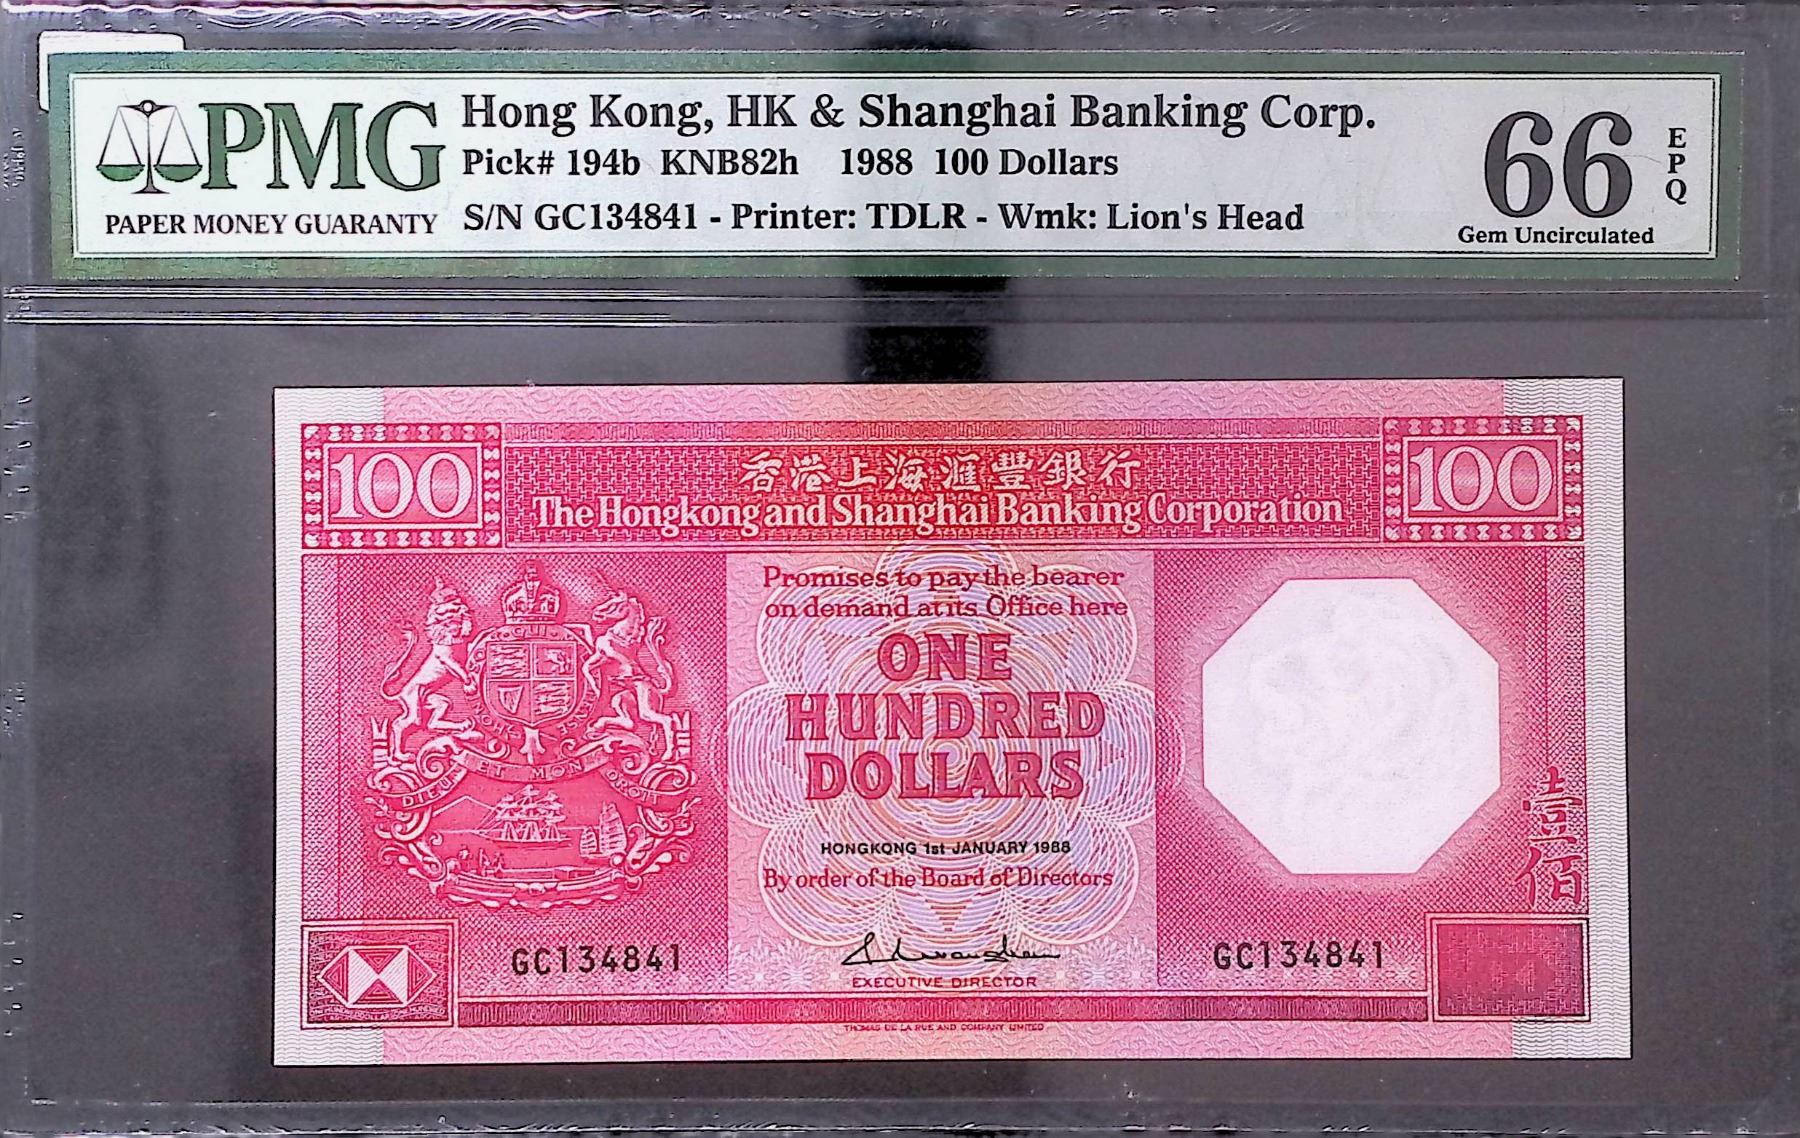 PMG
PAPER MONEY GUARANTY
Hong Kong, HK & Shanghai Banking Corp.
Pick# 194b KNB82h 1988 100 Dollars
S/N GC134841 - Printer: TDLR - Wmk: Lion's Head
66
EPQ
Gem Uncirculated
100
香港上海滙豐銀行
The Hongkong and Shanghai Banking Corporation
100
Promises to pay the bearer
on demand at its Office here
ONE
HUNDRED
DOLLARS
DIEU ET MON DROIT
HONGKONG 1st JANUARY 1988
By order of the Board of Directors
壹佰
GC134841
GC134841
EXECUTIVE DIRECTOR
THOMAS DE LA RUE AND COMPANY LIMITED